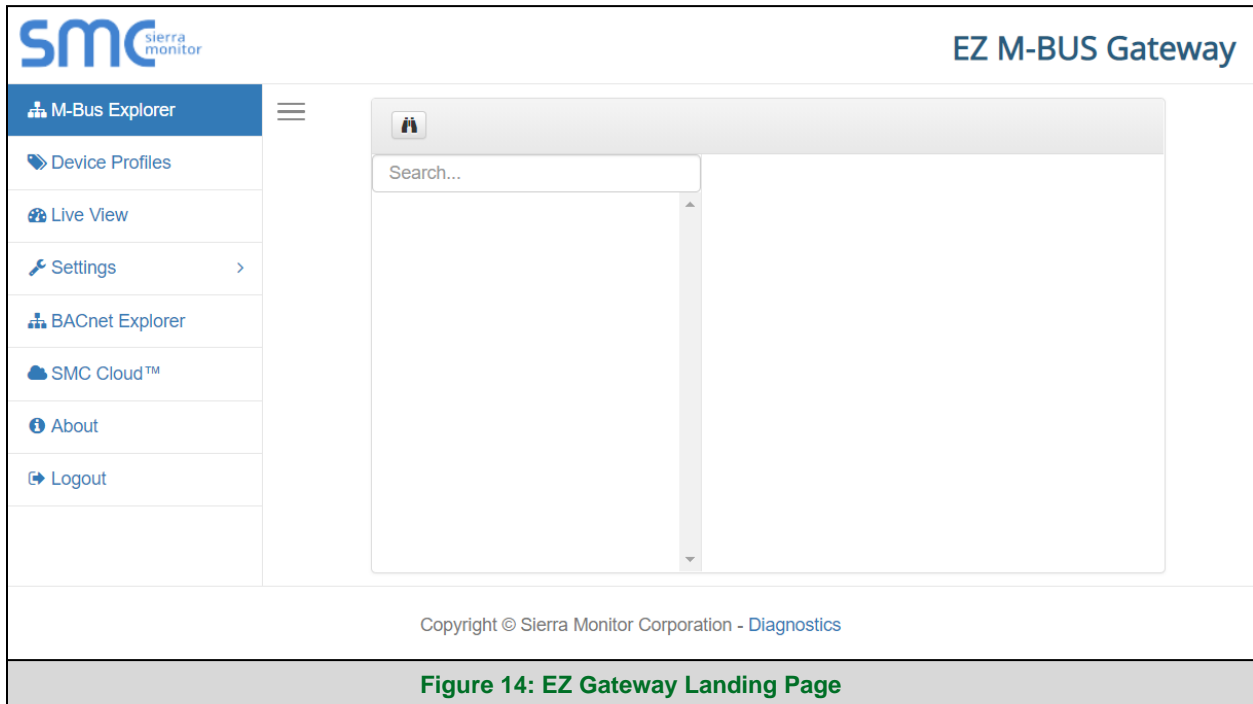 SMC sierra monitor
EZ M-BUS Gateway
M-Bus Explorer
Device Profiles
Live View
Settings
BACnet Explorer
SMC Cloud™
About
Logout
Search...
Copyright © Sierra Monitor Corporation - Diagnostics
Figure 14: EZ Gateway Landing Page